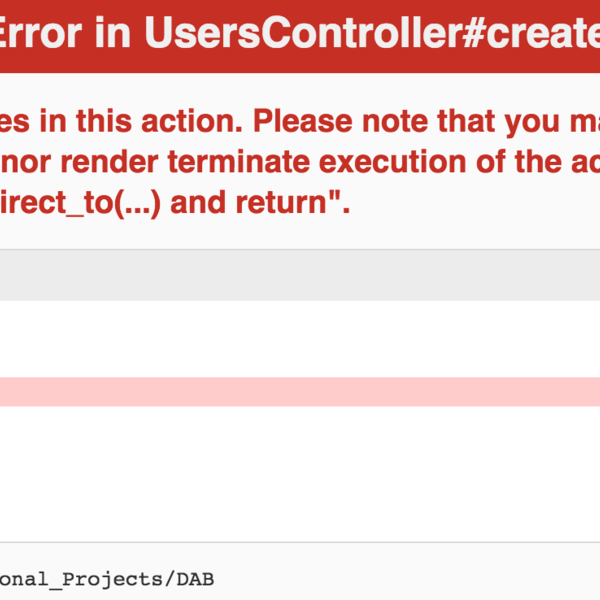 Error in UsersController#create
es in this action. Please note that you ma
nor render terminate execution of the ac
irect_to(...) and return".
onal_Projects/DAB